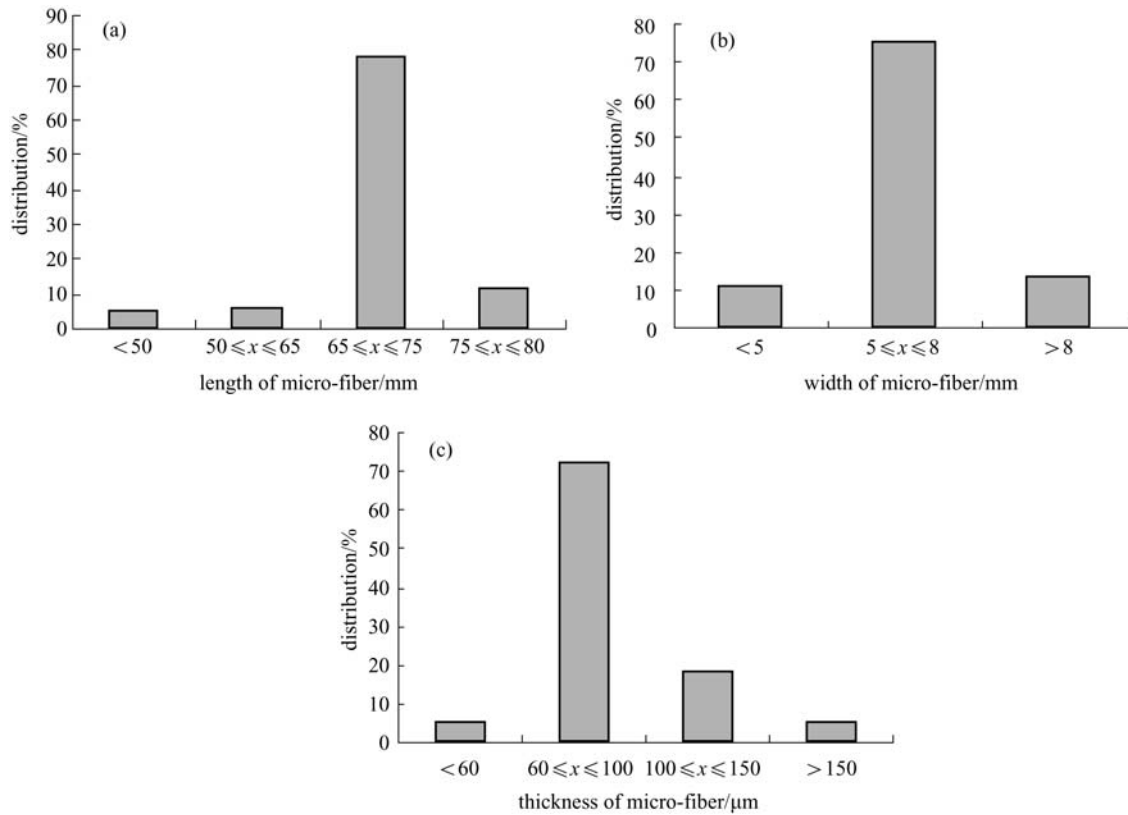 (a)
distribution/%
90
80
70
60
50
40
30
20
10
0
<50
50⩽x⩽65
65⩽x⩽75
75⩽x⩽80
length of micro-fiber/mm
(b)
distribution/%
80
70
60
50
40
30
20
10
0
<5
5⩽x⩽8
>8
width of micro-fiber/mm
(c)
distribution/%
80
70
60
50
40
30
20
10
0
<60
60⩽x⩽100
100⩽x⩽150
>150
thickness of micro-fiber/μm